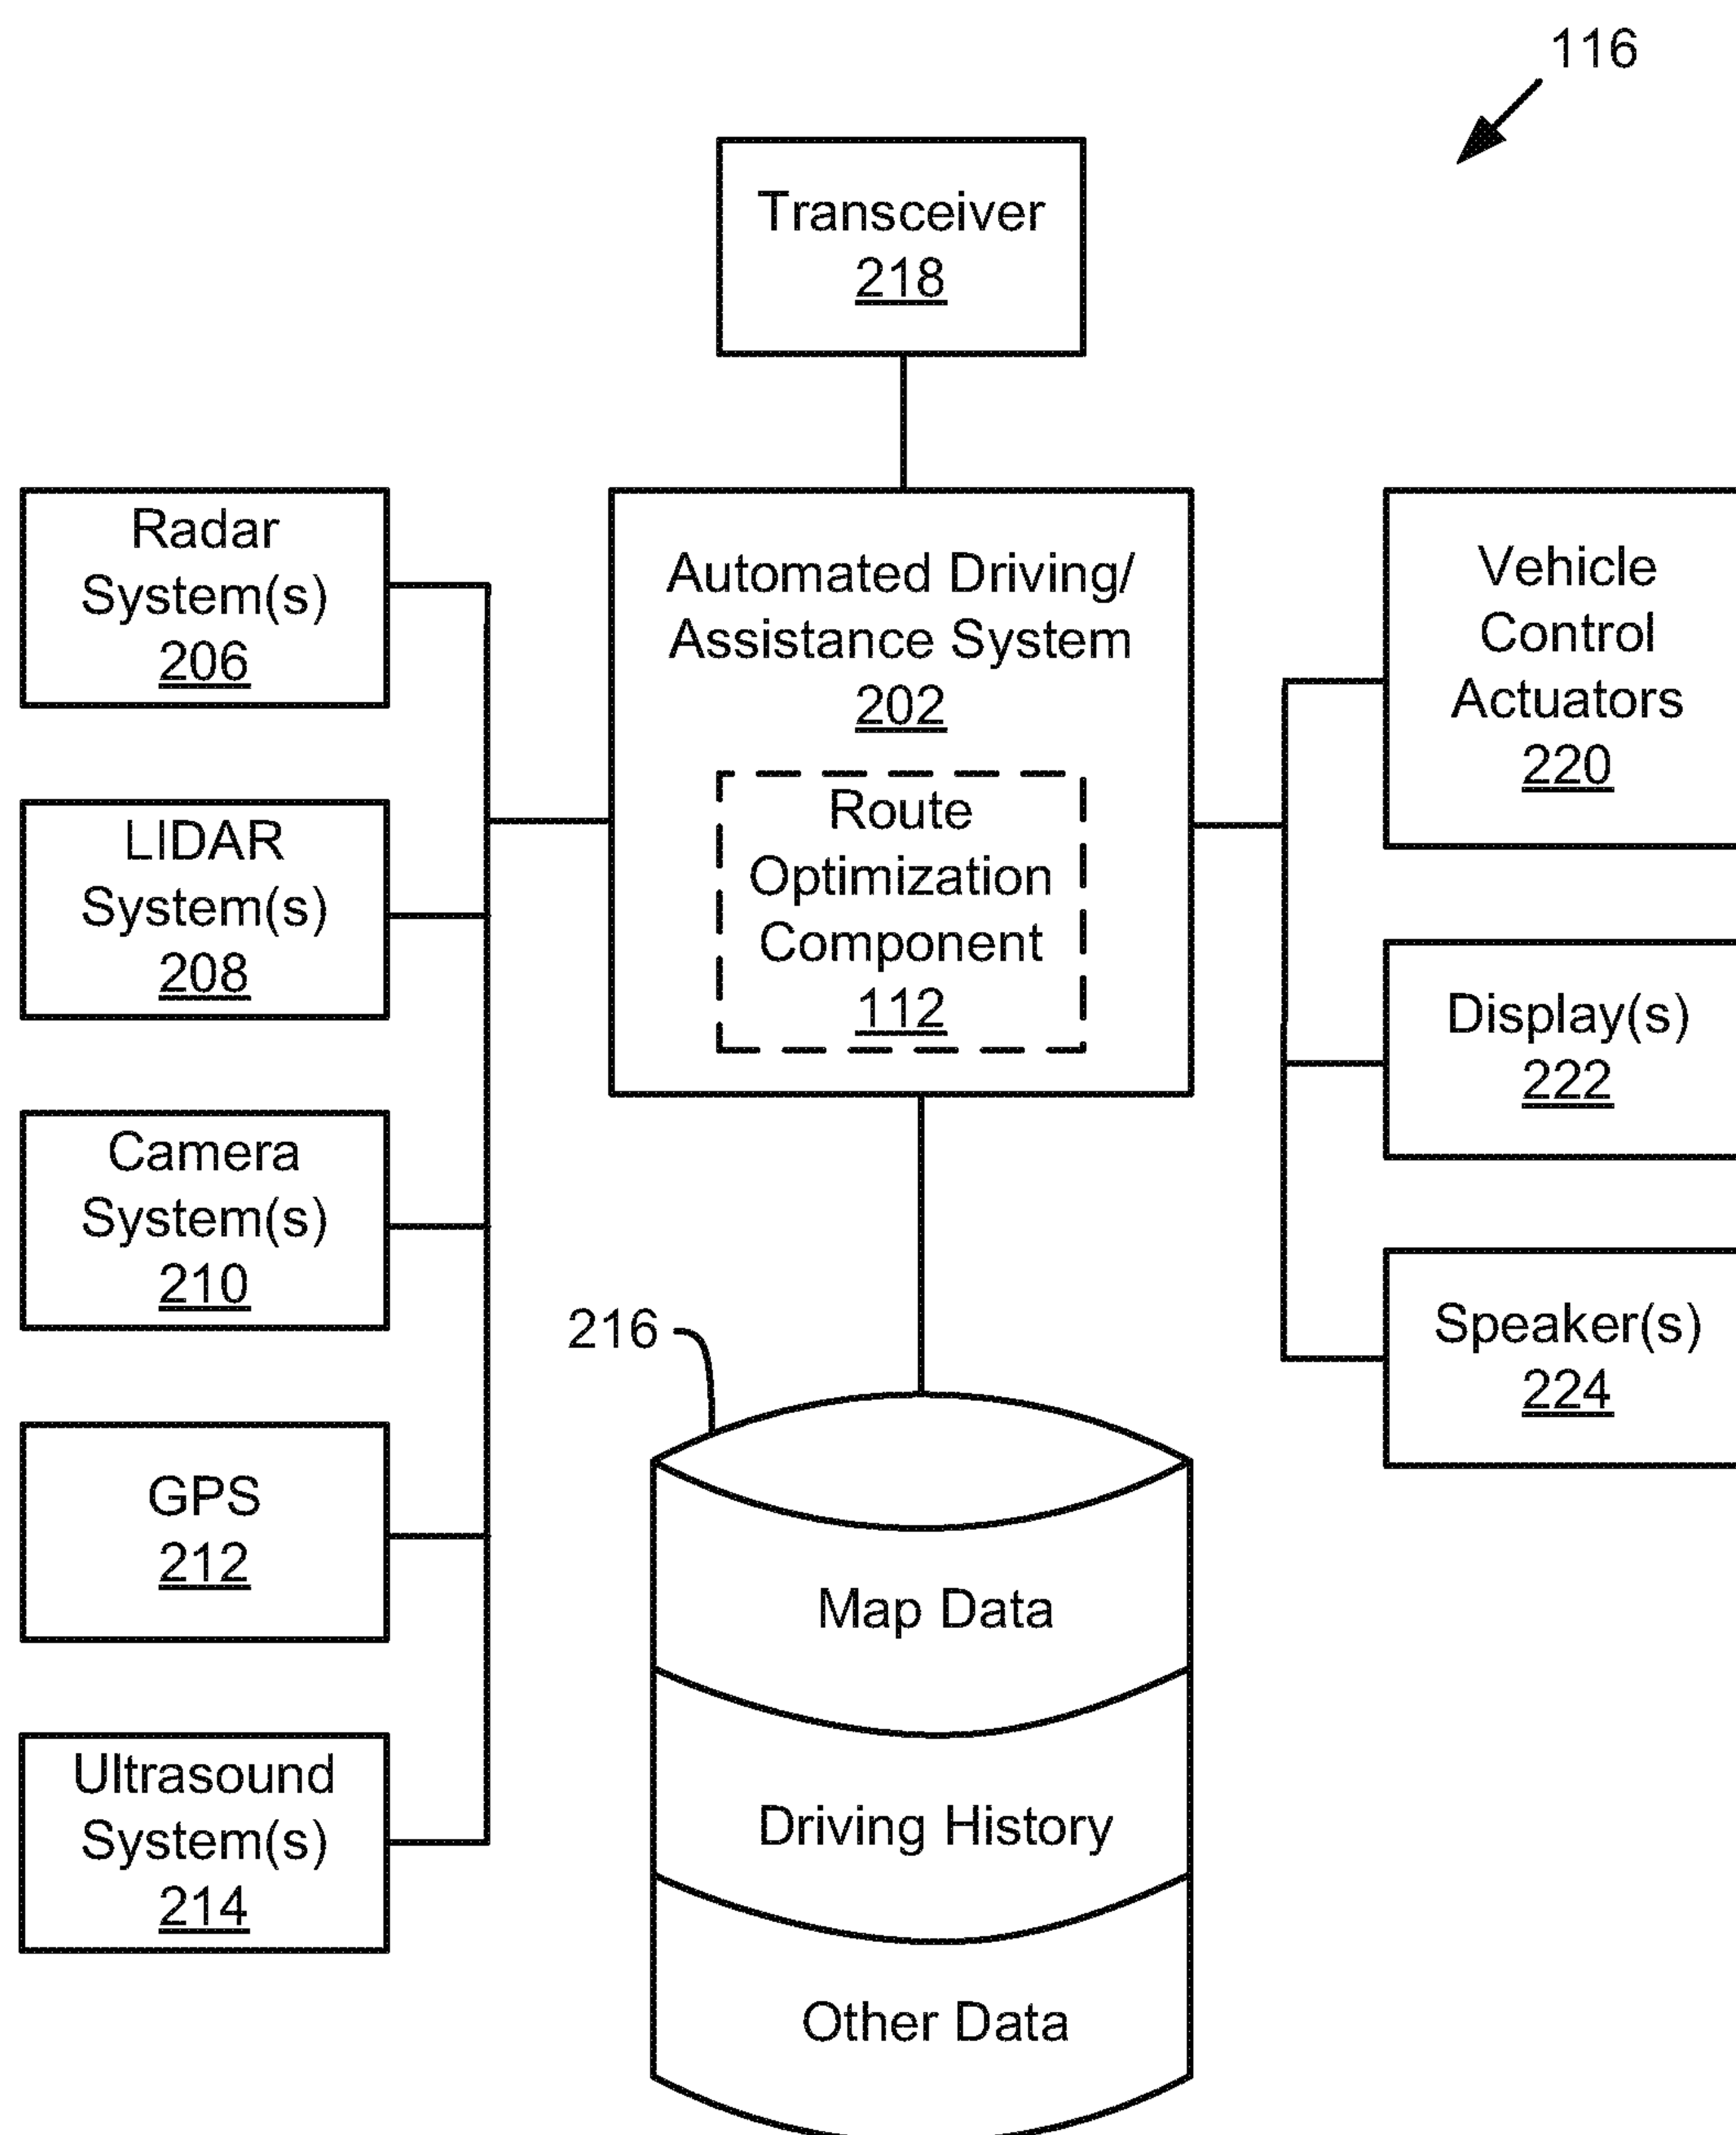 116
Transceiver
218
Radar
System(s)
206
LIDAR
System(s)
208
Camera
System(s)
210
GPS
212
Ultrasound
System(s)
214
Automated Driving/
Assistance System
202
Route
Optimization
Component
112
Vehicle
Control
Actuators
220
Display(s)
222
Speaker(s)
224
216
Map Data
Driving History
Other Data